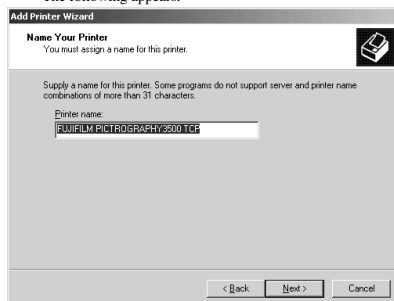 The following appears.
Add Printer Wizard
Name Your Printer
You must assign a name for this printer.
Supply a name for this printer. Some programs do not support server and printer name
combinations of more than 31 characters.
Printer name:
FUJIFILM PICTROGRAPHY3500 TCP
< Back
Next >
Cancel